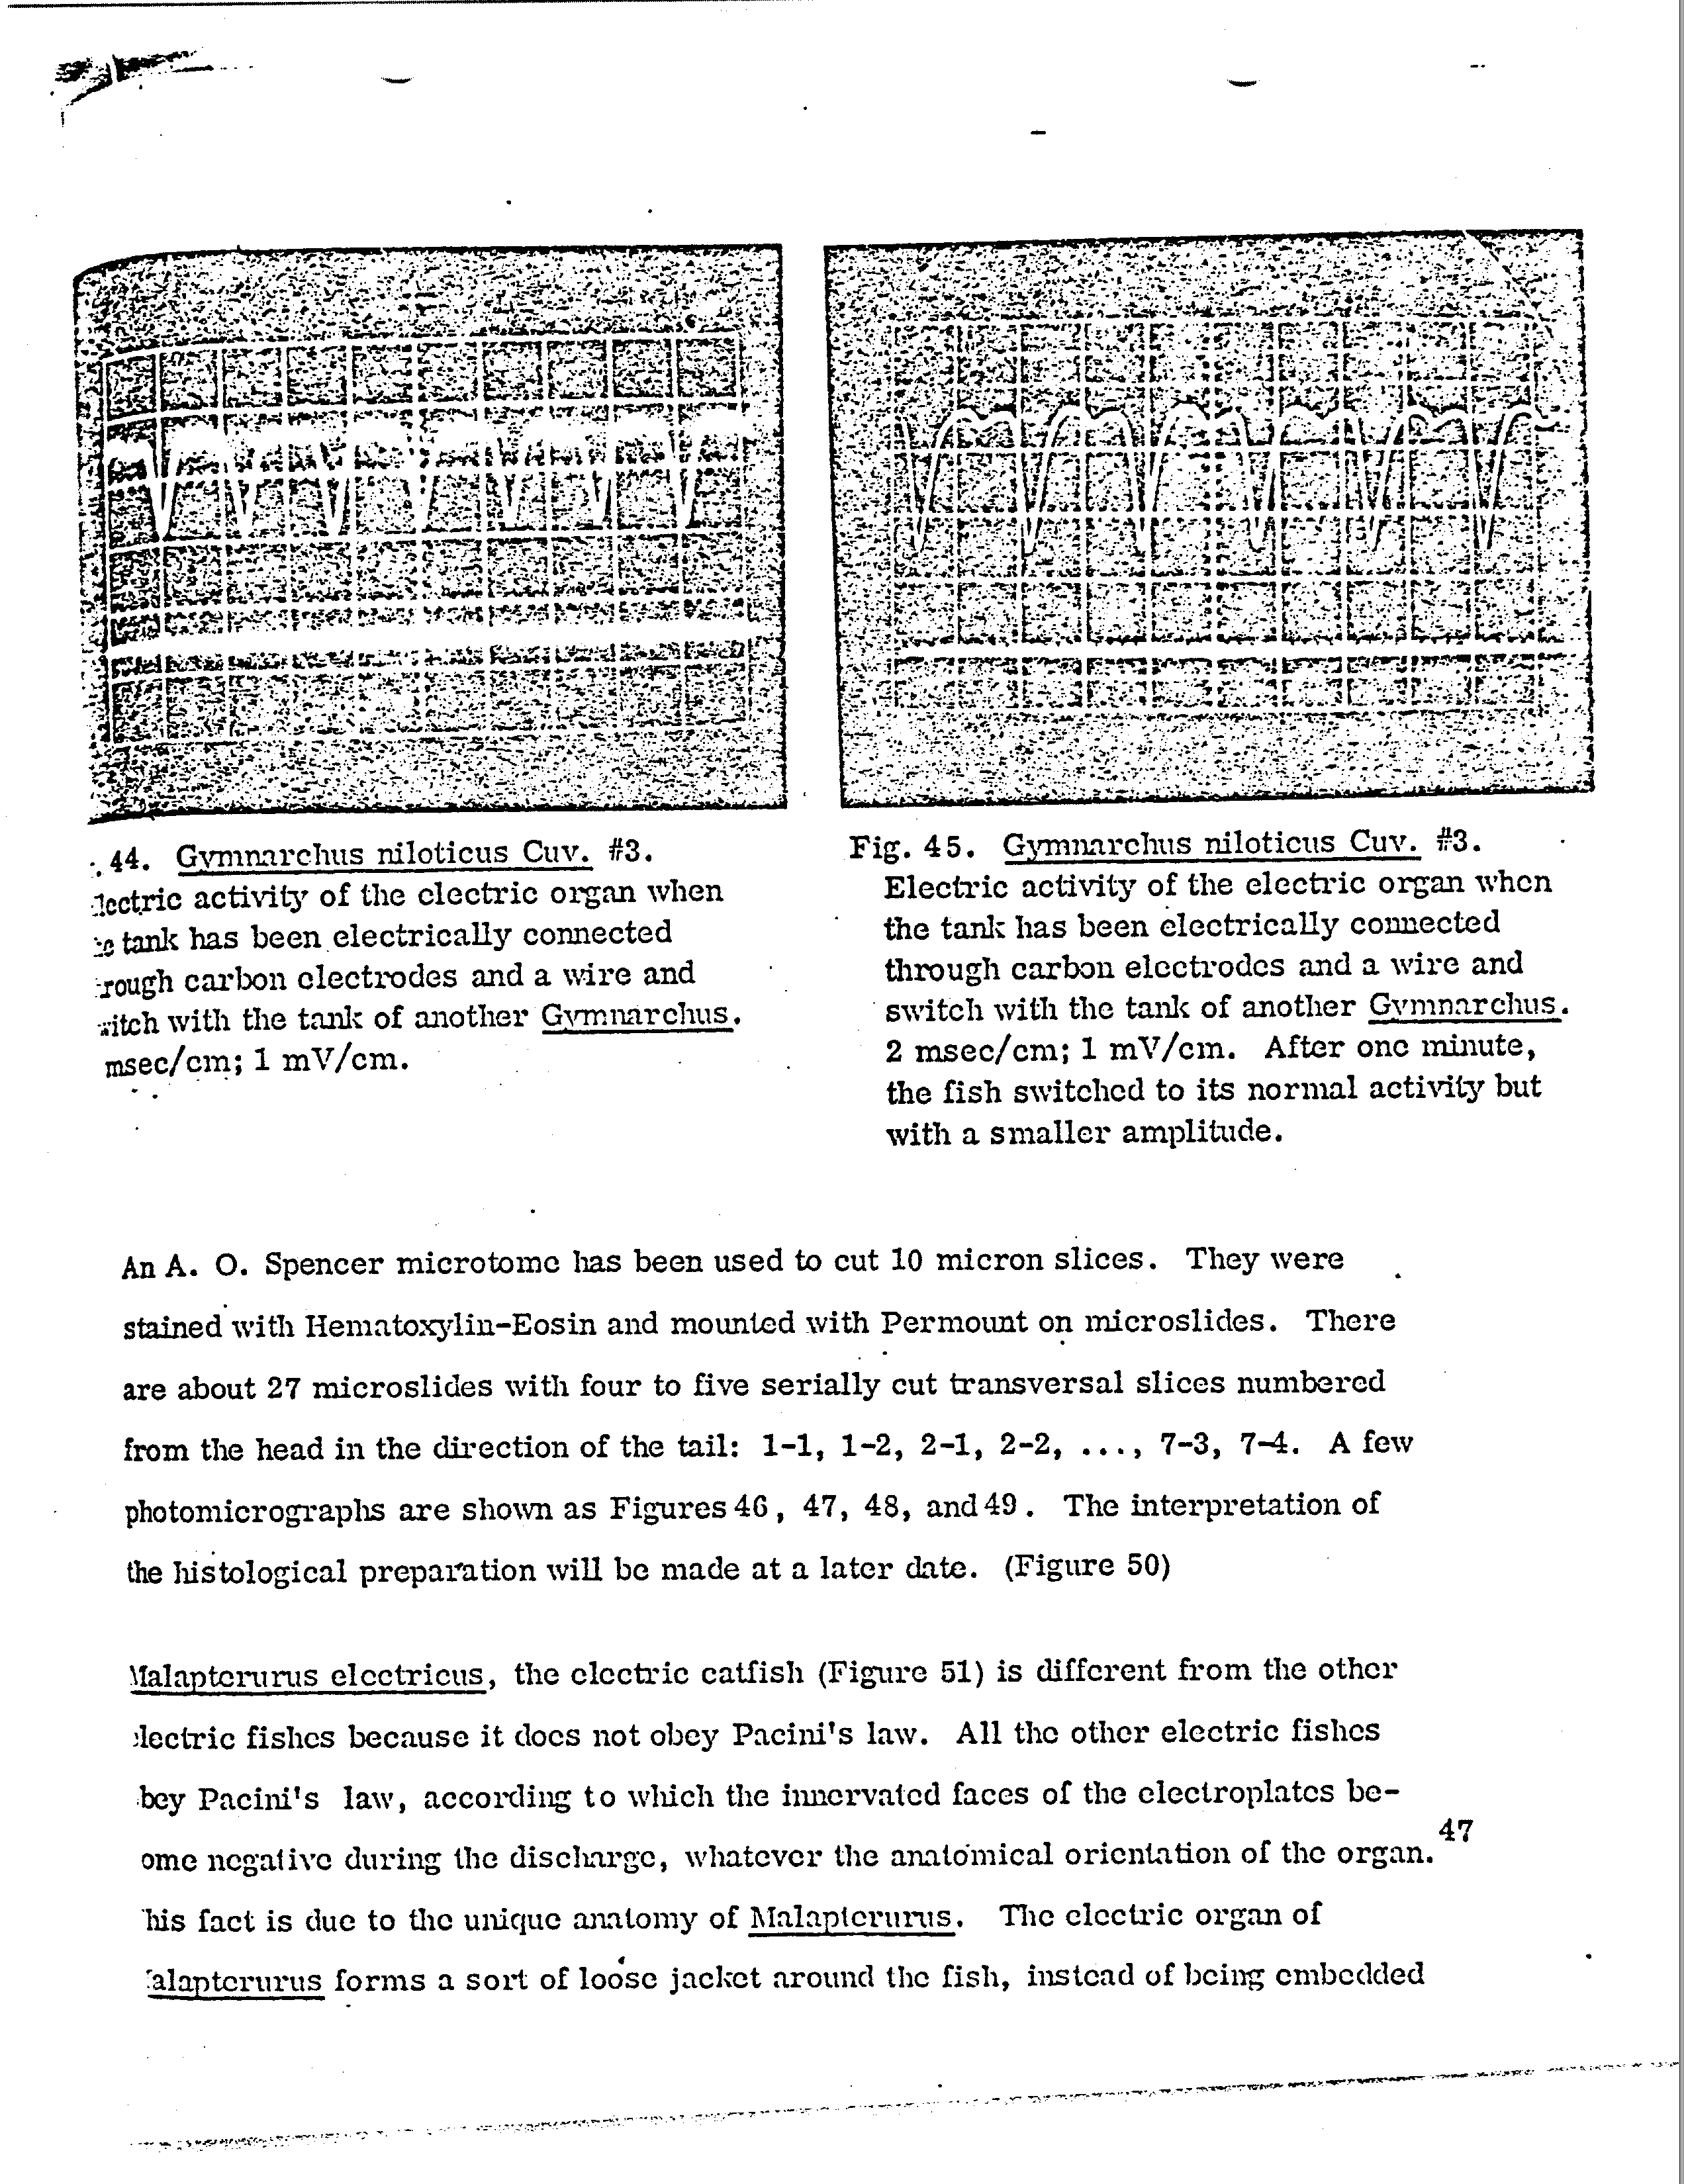 44. Gymnarchus niloticus Cuv. #3.
lectric activity of the electric organ when
tank has been electrically connected
rough carbon electrodes and a wire and
itch with the tank of another Gymnarchus.
msec/cm; 1 mV/cm.
Fig. 45. Gymnarchus niloticus Cuv. #3.
Electric activity of the electric organ when
the tank has been electrically connected
through carbon electrodes and a wire and
switch with the tank of another Gymnarchus.
2 msec/cm; 1 mV/cm. After one minute,
the fish switched to its normal activity but
with a smaller amplitude.
An A. O. Spencer microtome has been used to cut 10 micron slices. They were
stained with Hematoxylin-Eosin and mounted with Permount on microslides. There
are about 27 microslides with four to five serially cut transversal slices numbered
from the head in the direction of the tail: 1-1, 1-2, 2-1, 2-2, ..., 7-3, 7-4. A few
photomicrographs are shown as Figures 46, 47, 48, and 49. The interpretation of
the histological preparation will be made at a later date. (Figure 50)
Malapterurus electricus, the electric catfish (Figure 51) is different from the other
lectric fishes because it does not obey Pacini's law. All the other electric fishes
bey Pacini's law, according to which the innervated faces of the electroplates be-
ome negative during the discharge, whatever the anatomical orientation of the organ. 47
his fact is due to the unique anatomy of Malapterurus. The electric organ of
alapterurus forms a sort of loose jacket around the fish, instead of being embedded